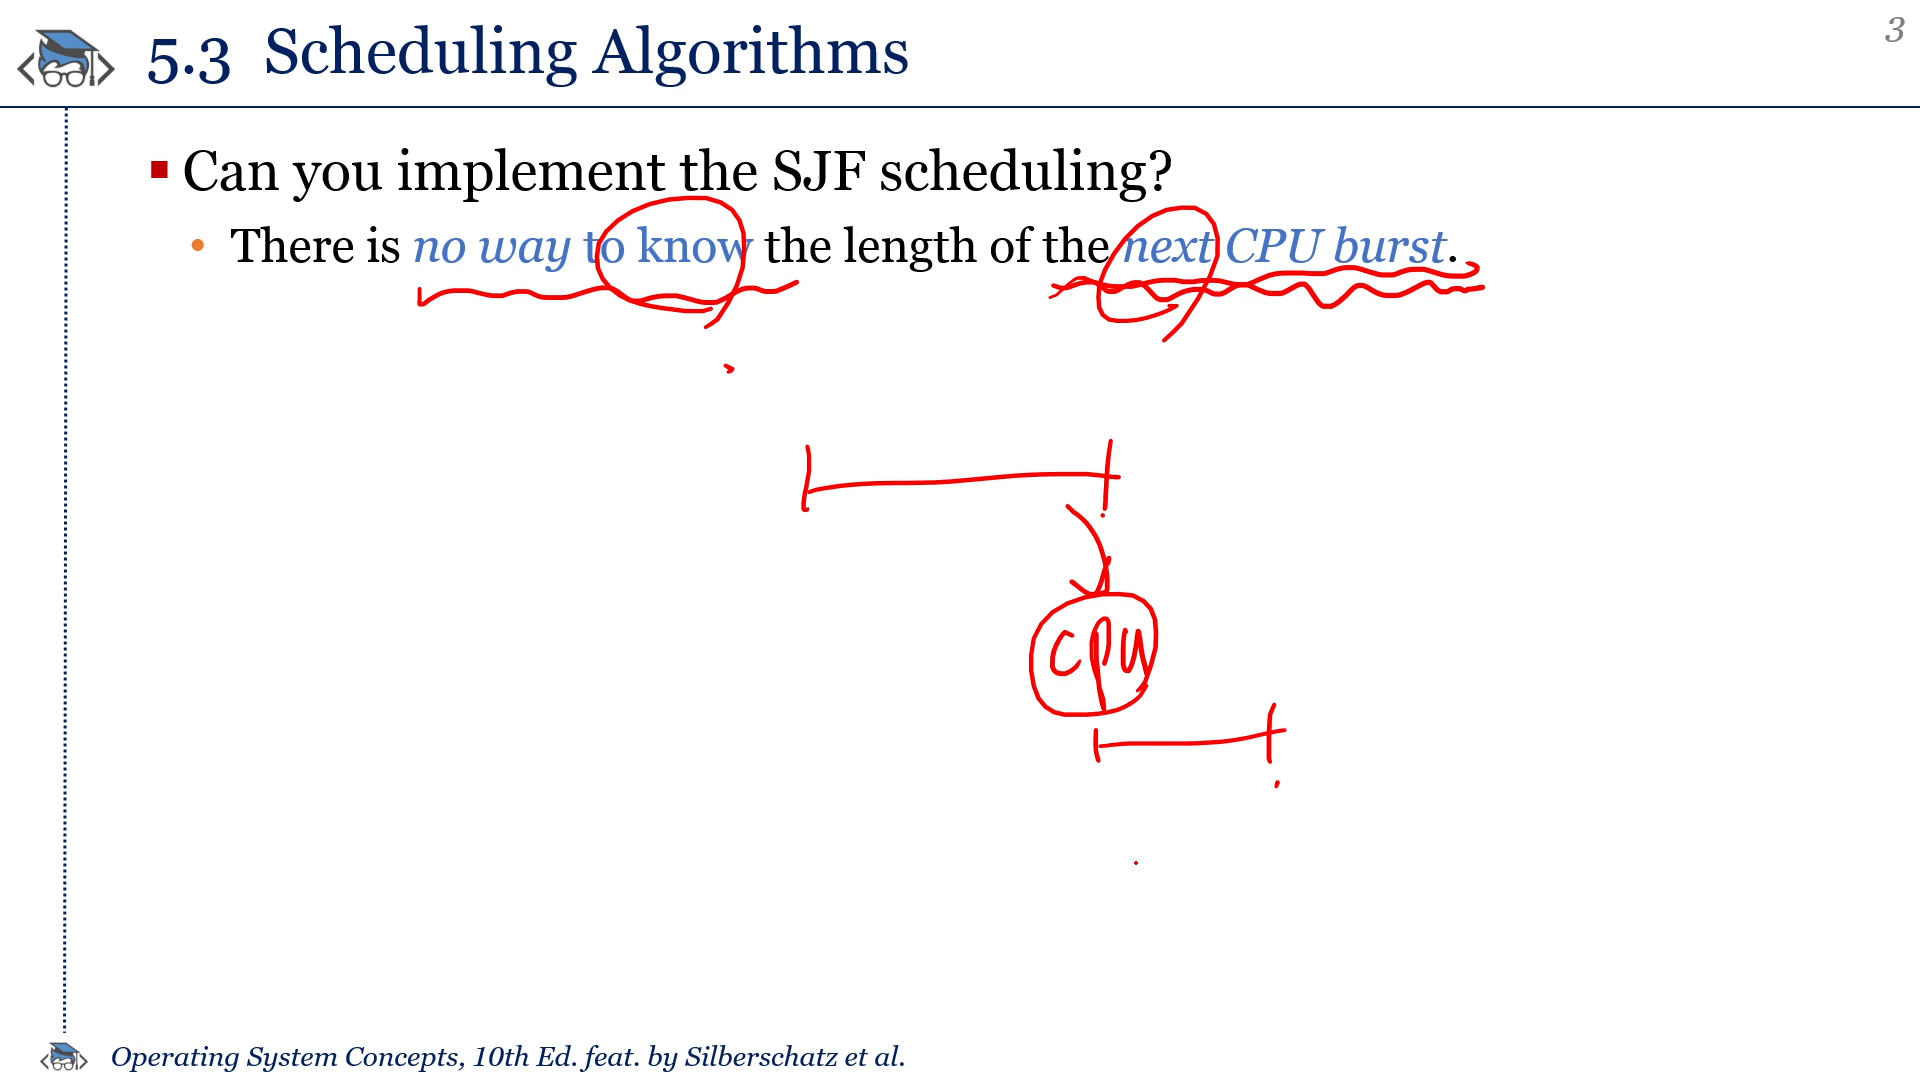 5.3 Scheduling Algorithms
3
Can you implement the SJF scheduling?
There is no way to know the length of the next CPU burst.
CPU
Operating System Concepts, 10th Ed. feat. by Silberschatz et al.